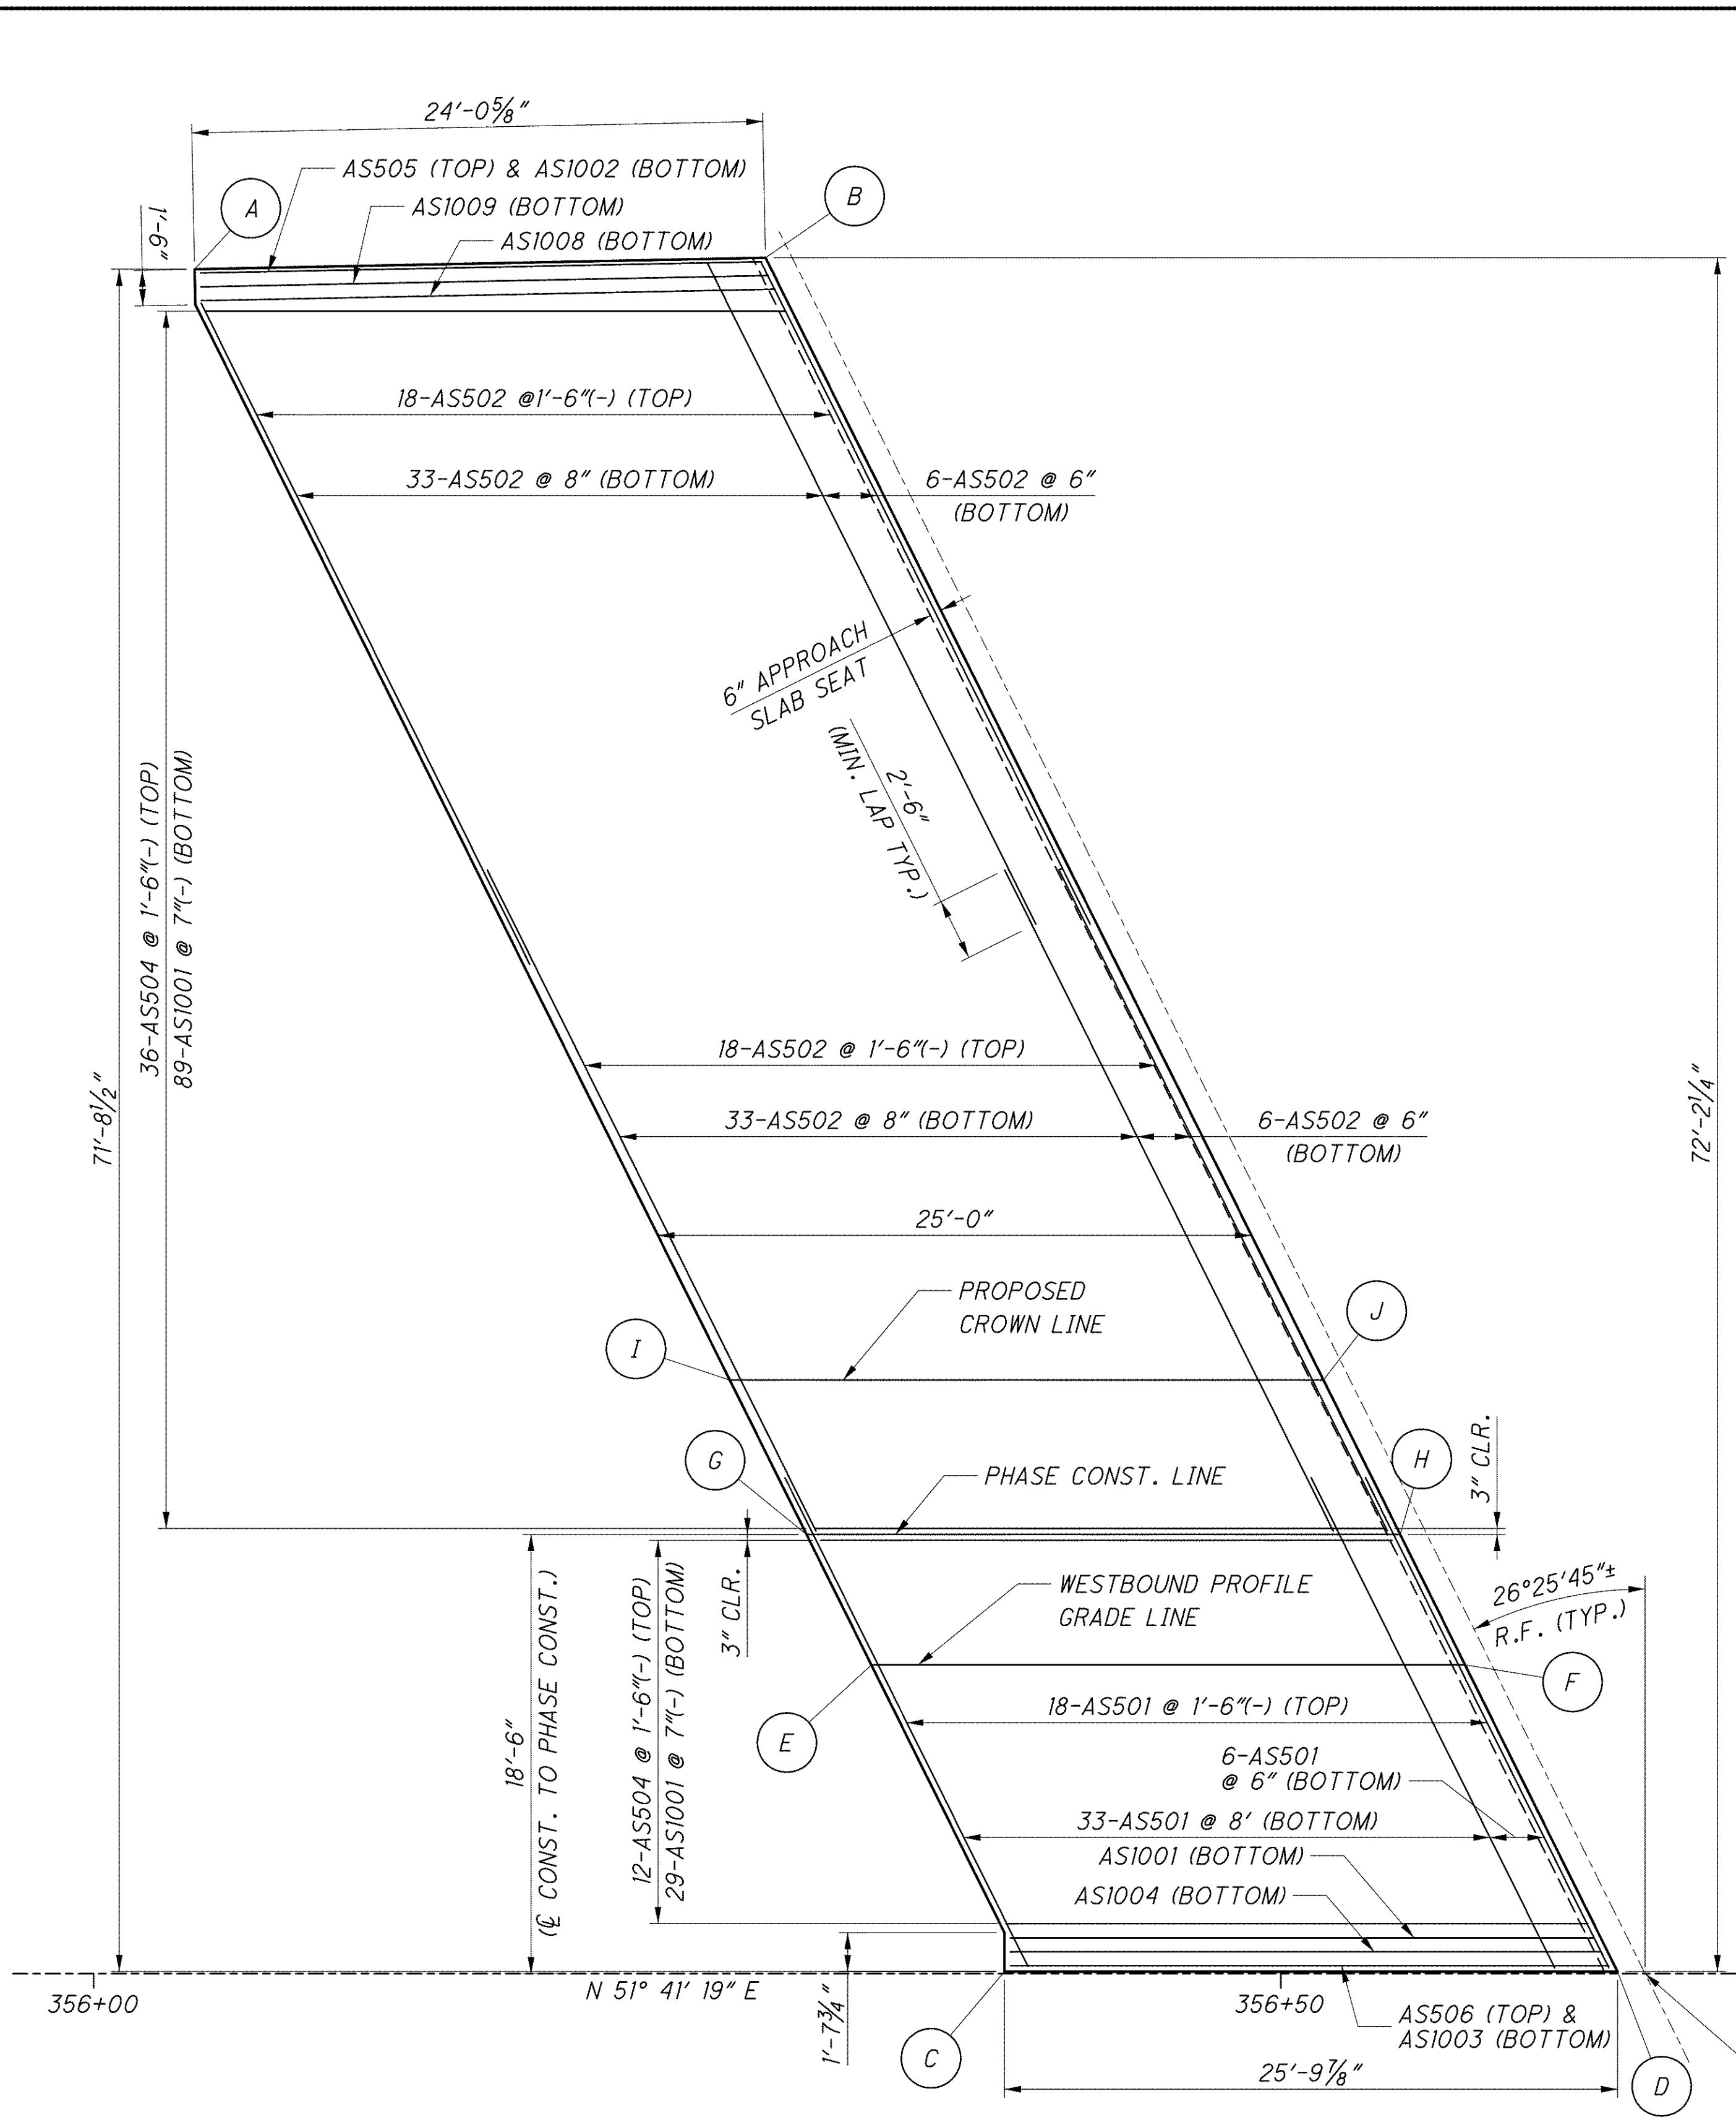 24'-0⅝"
AS505 (TOP) & AS1002 (BOTTOM)
A
B
AS1009 (BOTTOM)
1'-6"
AS1008 (BOTTOM)
18-AS502 @1'-6"(-) (TOP)
33-AS502 @ 8" (BOTTOM)
6-AS502 @ 6"
(BOTTOM)
6" APPROACH
SLAB SEAT
2'-6"
(MIN. LAP TYP.)
36-AS504 @ 1'-6"(-) (TOP)
89-AS1001 @ 7"(-) (BOTTOM)
71'-8½"
72'-2¼"
18-AS502 @ 1'-6"(-) (TOP)
33-AS502 @ 8" (BOTTOM)
6-AS502 @ 6"
(BOTTOM)
25'-0"
PROPOSED
CROWN LINE
I
J
G
H
PHASE CONST. LINE
3" CLR.
3" CLR.
WESTBOUND PROFILE
GRADE LINE
26°25'45"±
R.F. (TYP.)
E
F
18'-6"
(℄ CONST. TO PHASE CONST.)
12-AS504 @ 1'-6"(-) (TOP)
29-AS1001 @ 7"(-) (BOTTOM)
18-AS501 @ 1'-6"(-) (TOP)
6-AS501
@ 6" (BOTTOM)
33-AS501 @ 8' (BOTTOM)
AS1001 (BOTTOM)
AS1004 (BOTTOM)
356+00
N 51° 41' 19" E
1'-7¾"
356+50
AS506 (TOP) &
AS1003 (BOTTOM)
C
25'-9⅞"
D